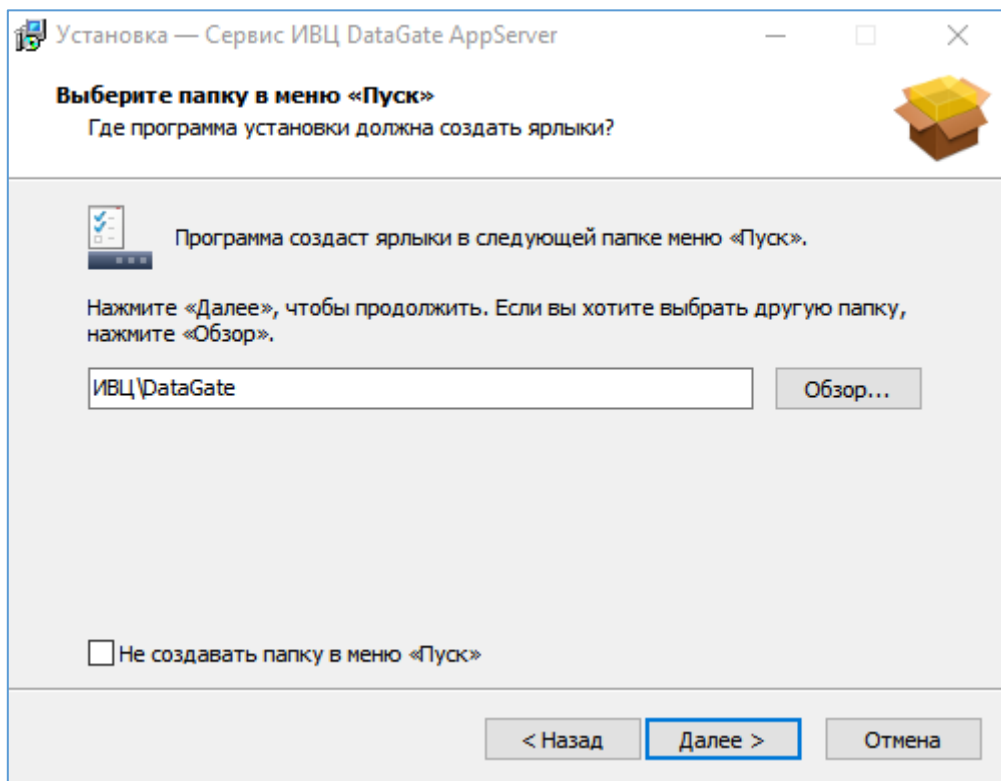 Установка — Сервис ИВЦ DataGate AppServer
Выберите папку в меню «Пуск»
Где программа установки должна создать ярлыки?
Программа создаст ярлыки в следующей папке меню «Пуск».
Нажмите «Далее», чтобы продолжить. Если вы хотите выбрать другую папку,
нажмите «Обзор».
ИВЦ\DataGate
Обзор...
Не создавать папку в меню «Пуск»
< Назад
Далее >
Отмена